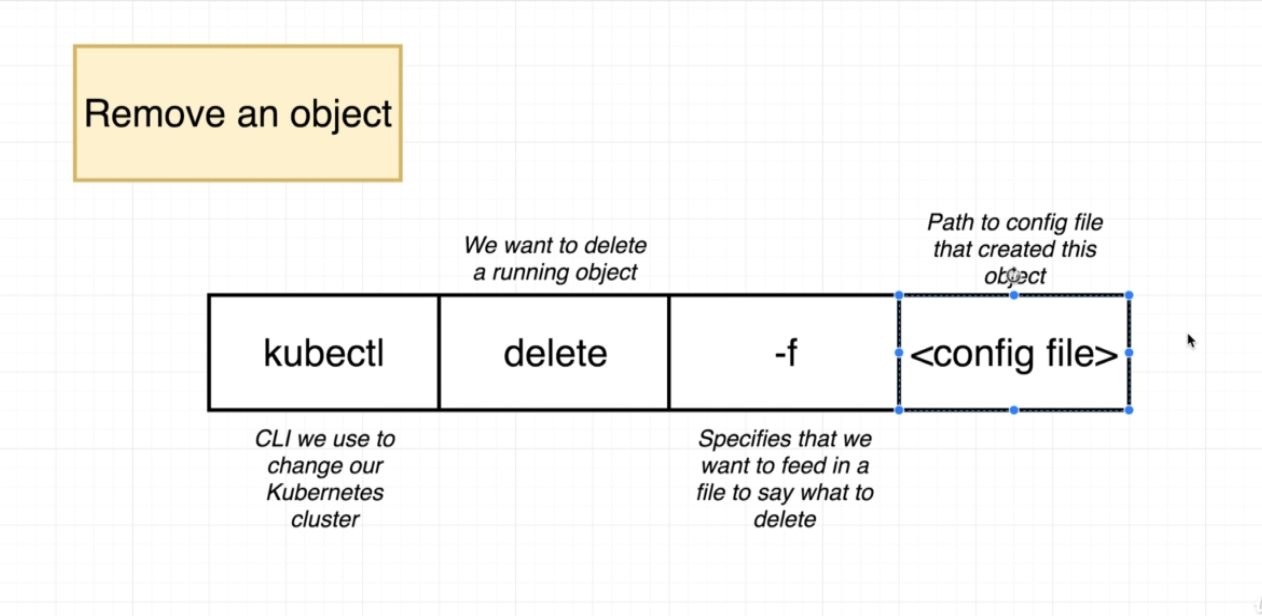 Remove an object
We want to delete
a running object
Path to config file
that created this
object
kubectl
delete
-f
<config file>
CLI we use to
change our
Kubernetes
cluster
Specifies that we
want to feed in a
file to say what to
delete